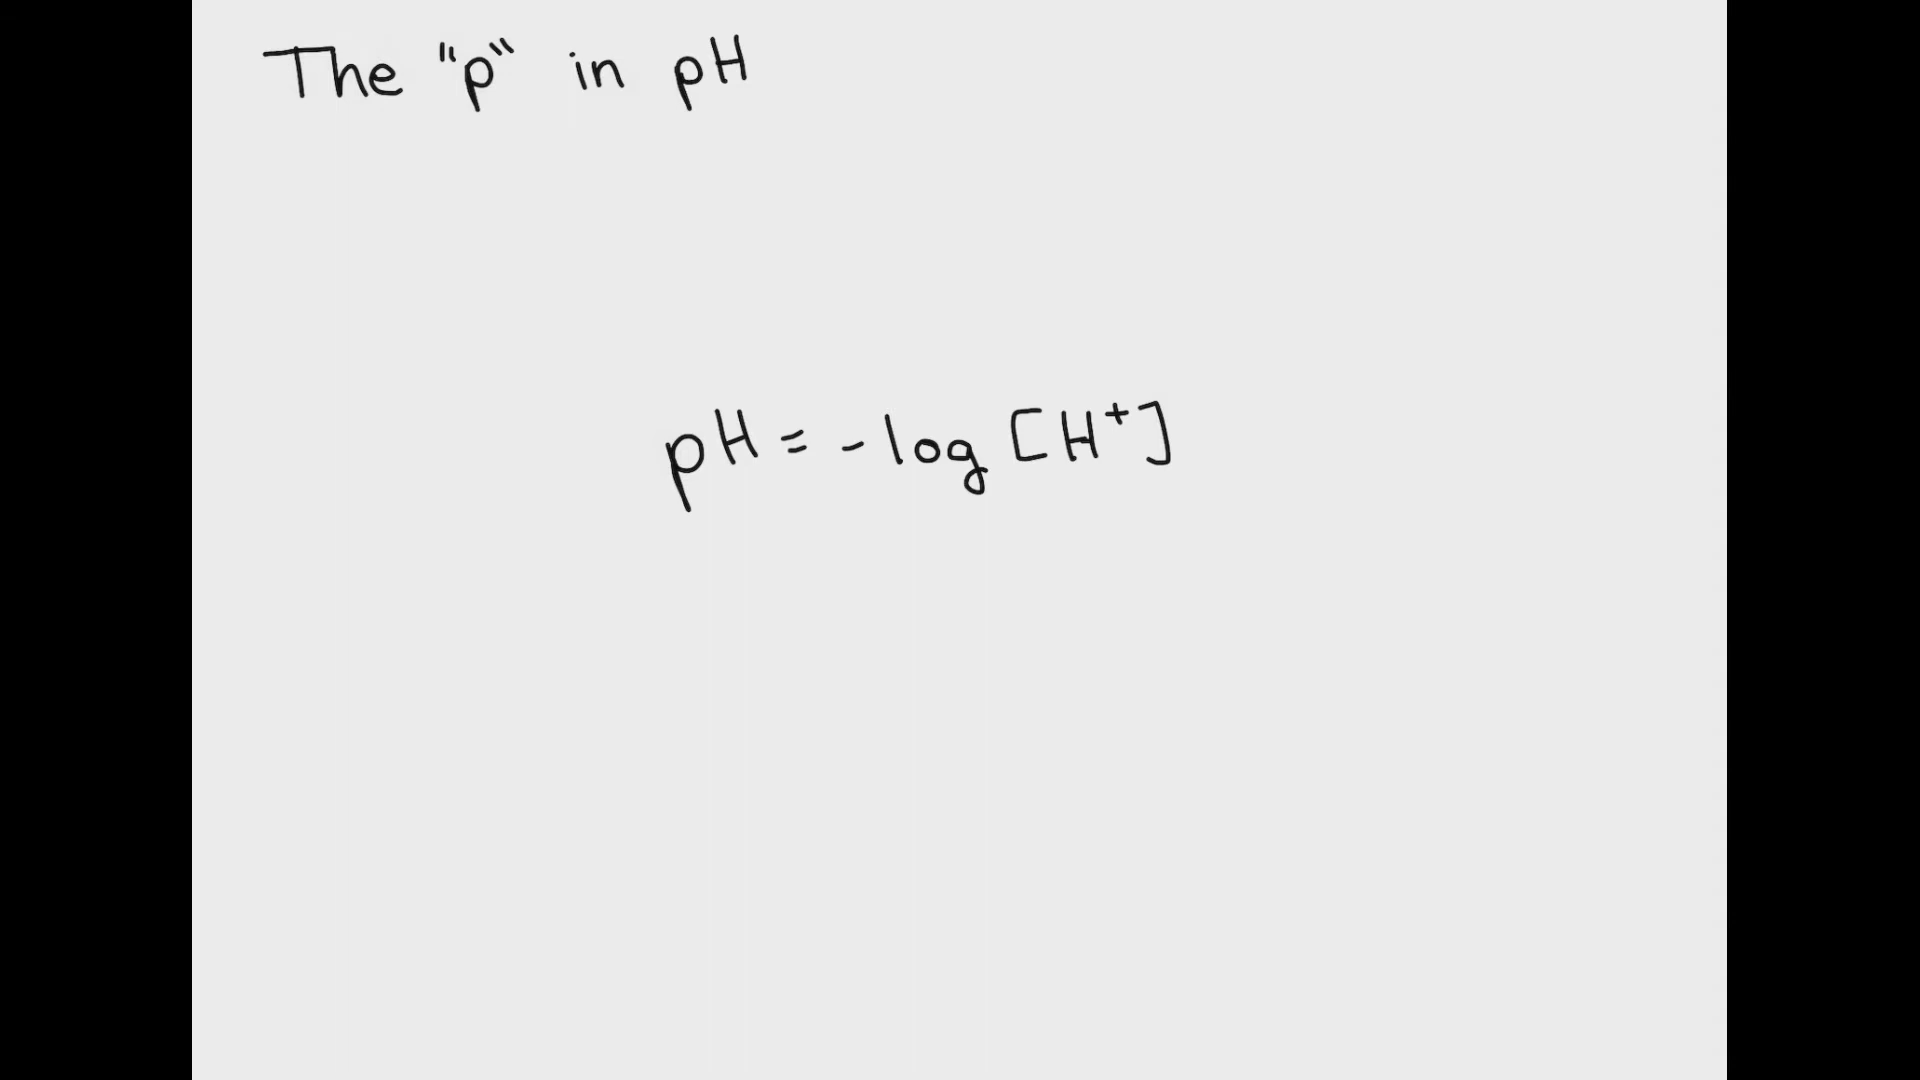 The "p" in pH
pH = -log [H⁺]